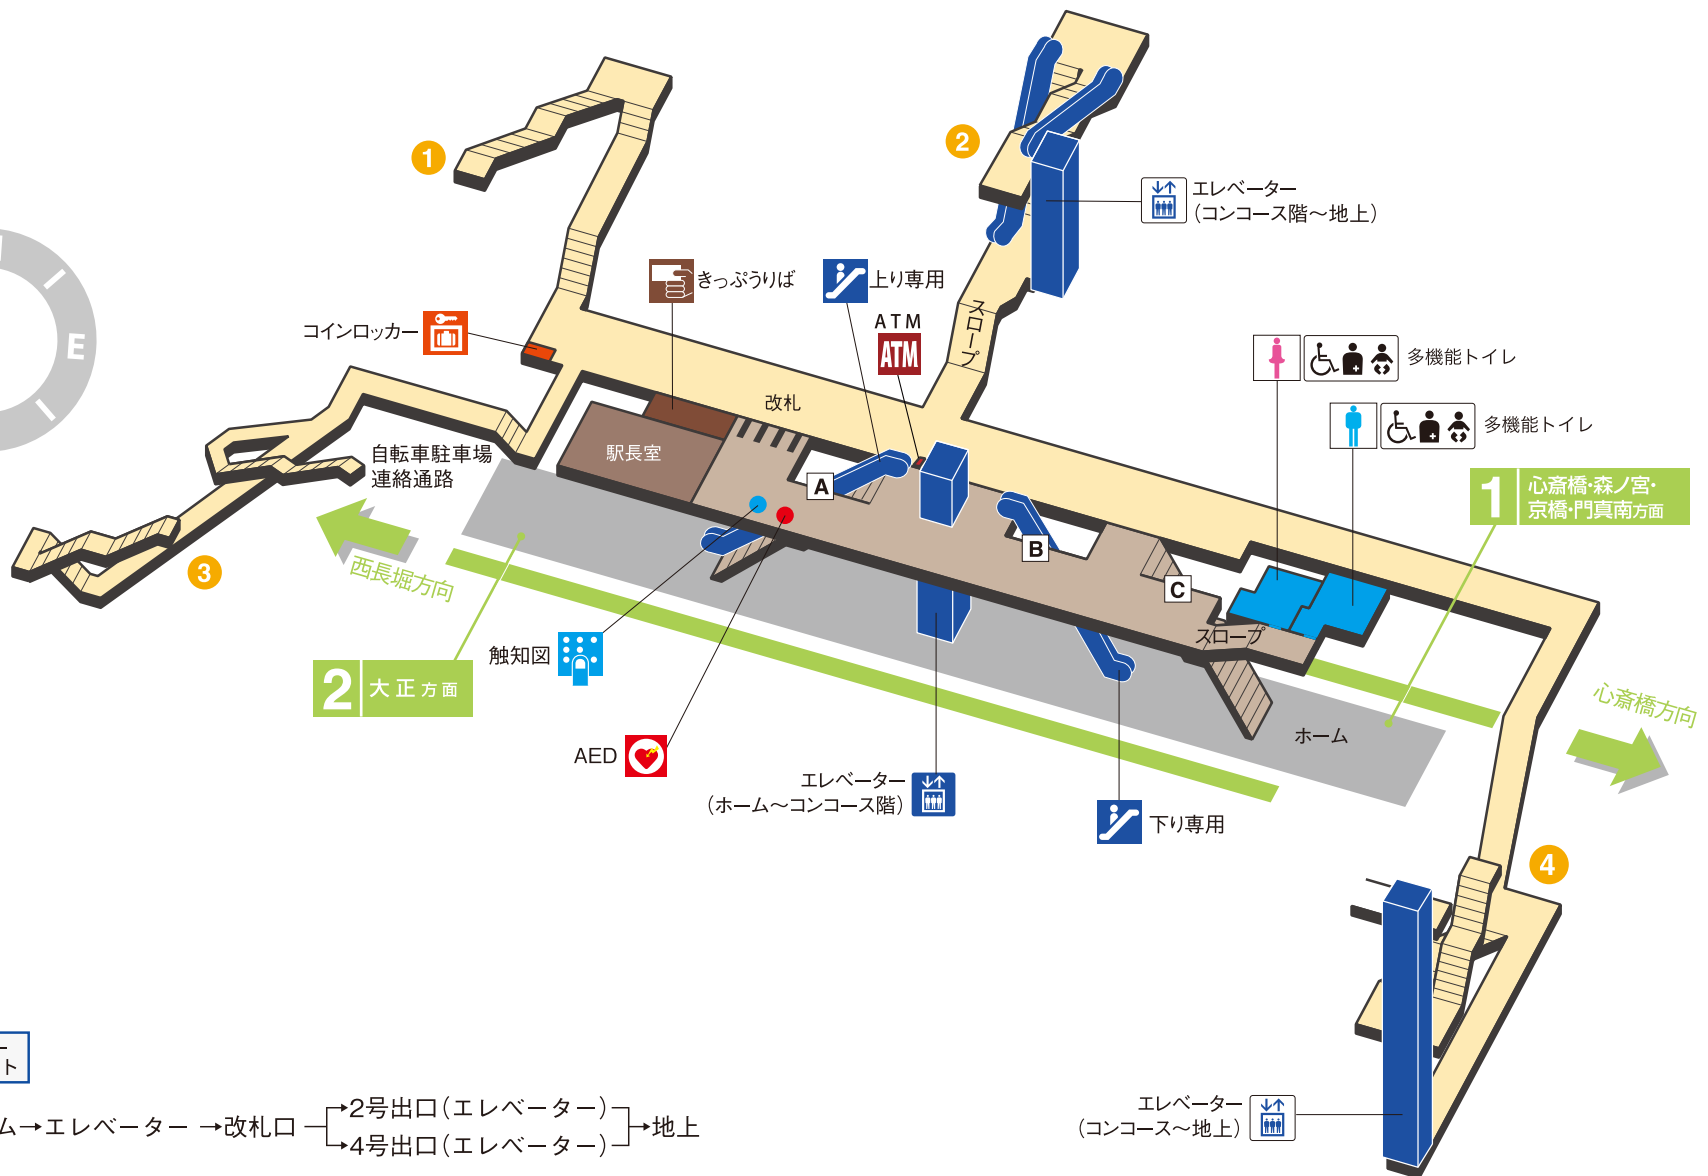 1
2
エレベーター
(コンコース階〜地上)
きっぷうりば
上り専用
ATM
ATM
スロープ
コインロッカー
E
多機能トイレ
多機能トイレ
改札
駅長室
自転車駐車場
連絡通路
A
B
C
1 心斎橋・森ノ宮・
京橋・門真南方面
3
西長堀方向
スロープ
触知図
2 大正方面
心斎橋方向
ホーム
AED
エレベーター
(ホーム〜コンコース階)
下り専用
4
ー
ト
ム→エレベーター→改札口
→2号出口(エレベーター)
→4号出口(エレベーター)
→地上
エレベーター
(コンコース〜地上)